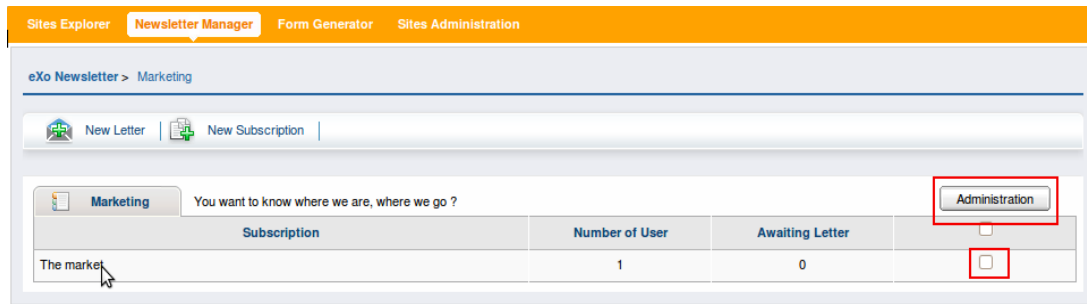 Sites Explorer Newsletter Manager Form Generator Sites Administration
eXo Newsletter > Marketing
New Letter New Subscription
Marketing You want to know where we are, where we go ? Administration
Subscription Number of User Awaiting Letter
The market 1 0